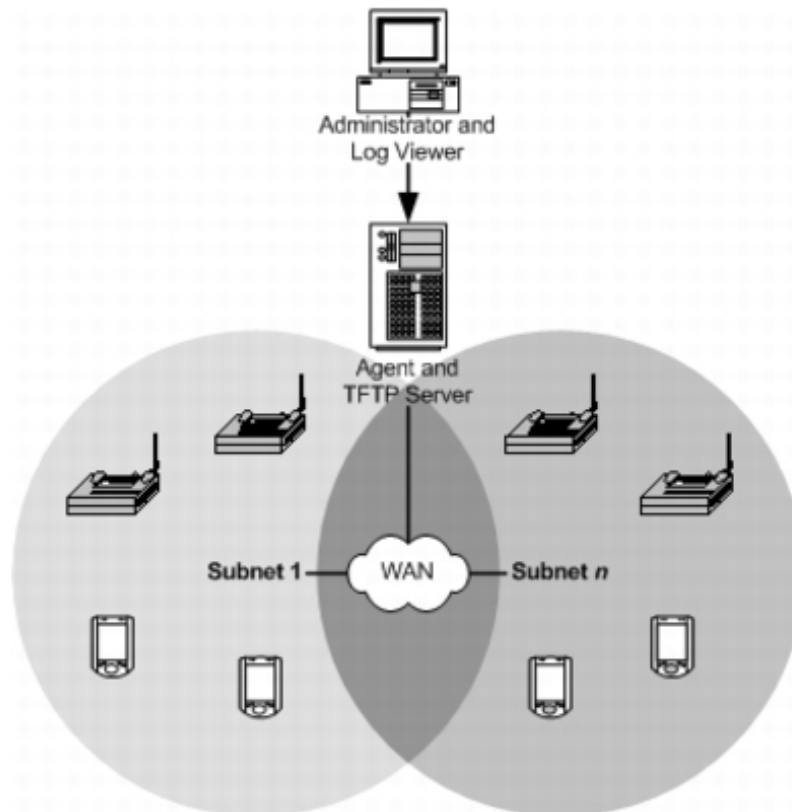 Administrator and
Log Viewer
Agent and
TFTP Server
Subnet 1
WAN
Subnet n